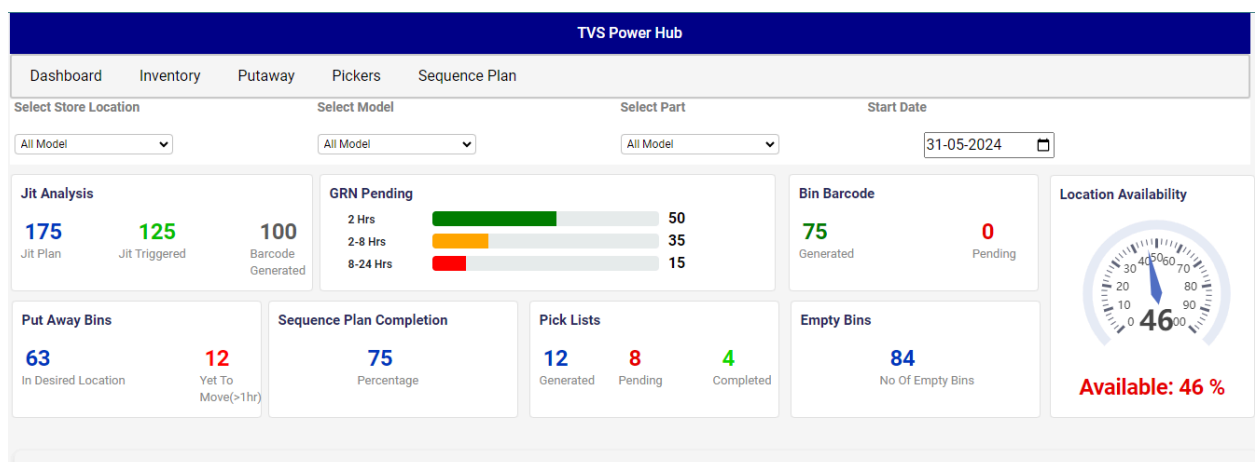 TVS Power Hub
Dashboard Inventory Putaway Pickers Sequence Plan
Select Store Location Select Model Select Part Start Date
All Model All Model All Model 31-05-2024
Jit Analysis
175 125 100
Jit Plan Jit Triggered Barcode
Generated
GRN Pending
2 Hrs 50
2-8 Hrs 35
8-24 Hrs 15
Bin Barcode
75 0
Generated Pending
Location Availability
0 10 20 30 40 50 60 70 80 90 00
46
Available: 46 %
Put Away Bins
63 12
In Desired Location Yet To
Move(>1hr)
Sequence Plan Completion
75
Percentage
Pick Lists
12 8 4
Generated Pending Completed
Empty Bins
84
No Of Empty Bins